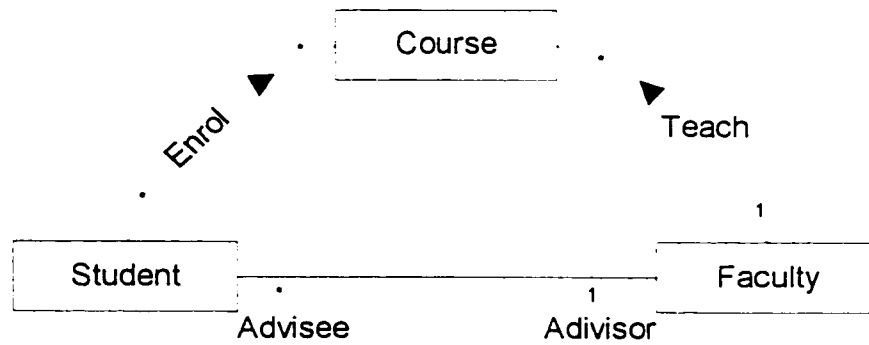 Course
Enrol
Teach
1
Student
Faculty
1
Advisee
Adivisor